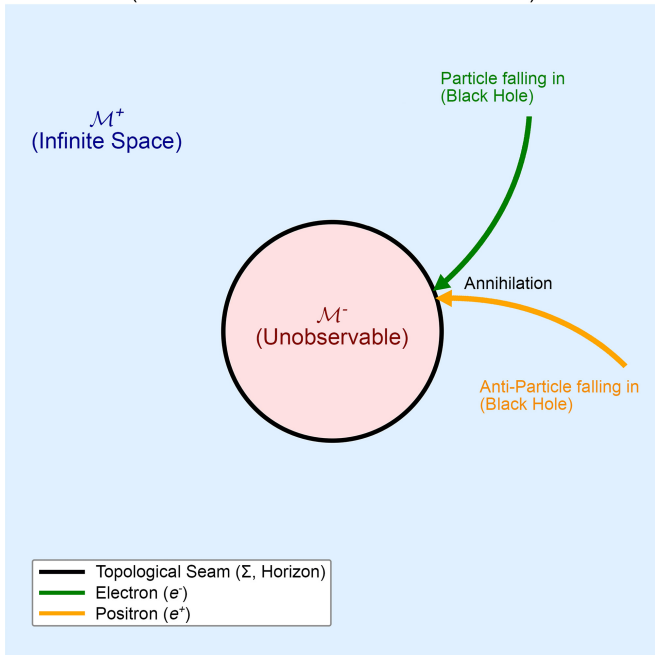 Particle falling in
(Black Hole)
ℳ⁺
(Infinite Space)
Annihilation
ℳ⁻
(Unobservable)
Anti-Particle falling in
(Black Hole)
Topological Seam (Σ, Horizon)
Electron (e⁻)
Positron (e⁺)